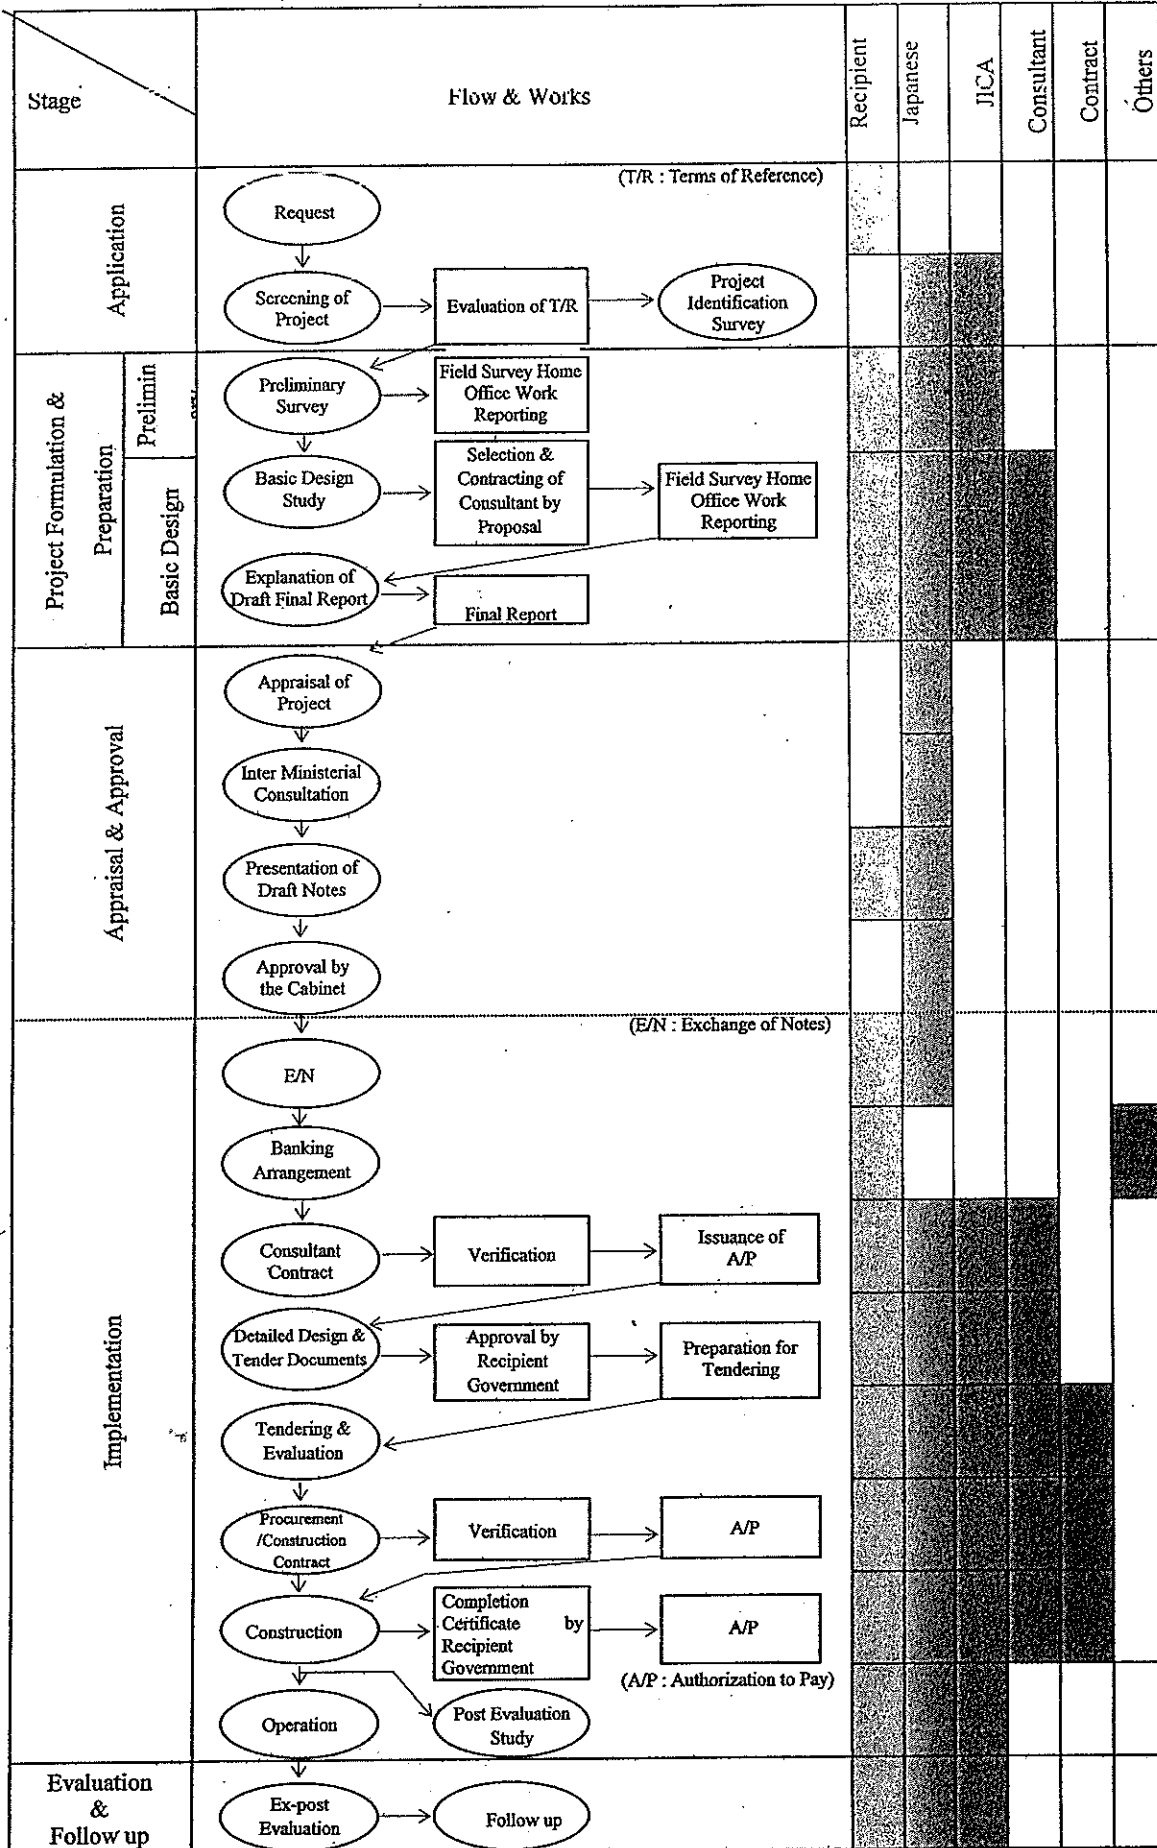 Stage
Flow & Works
Recipient
Japanese
JICA
Consultant
Contract
Others
Application
(T/R : Terms of Reference)
Request
Screening of
Project
Evaluation of T/R
Project
Identification
Survey
Project Formulation &
Preparation
Prelimin
Preliminary
Survey
Field Survey Home
Office Work
Reporting
Basic Design
Basic Design
Study
Selection &
Contracting of
Consultant by
Proposal
Field Survey Home
Office Work
Reporting
Explanation of
Draft Final Report
Final Report
Appraisal & Approval
Appraisal of
Project
Inter Ministerial
Consultation
Presentation of
Draft Notes
Approval by
the Cabinet
Implementation
(E/N : Exchange of Notes)
E/N
Banking
Arrangement
Consultant
Contract
Verification
Issuance of
A/P
Detailed Design &
Tender Documents
Approval by
Recipient
Government
Preparation for
Tendering
Tendering &
Evaluation
Procurement
/Construction
Contract
Verification
A/P
Construction
Completion
Certificate by
Recipient
Government
A/P
(A/P : Authorization to Pay)
Operation
Post Evaluation
Study
Evaluation
&
Follow up
Ex-post
Evaluation
Follow up